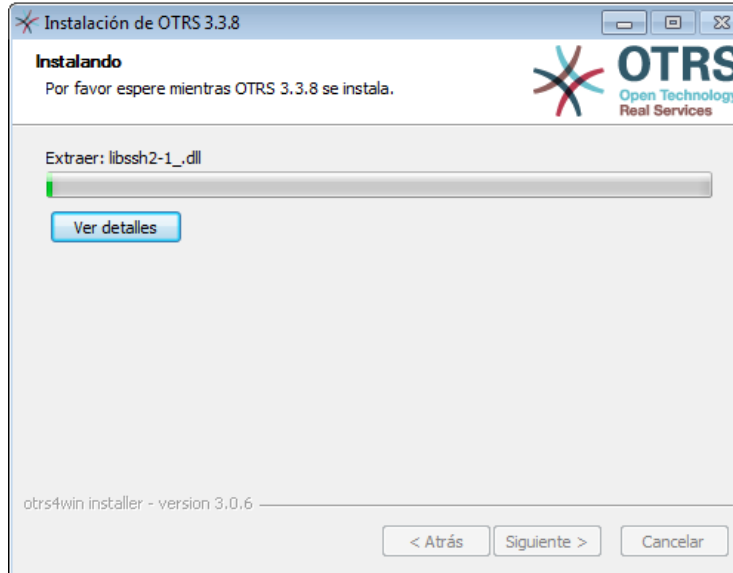 Instalación de OTRS 3.3.8
Instalando
Por favor espere mientras OTRS 3.3.8 se instala.
OTRS
Open Technology
Real Services
Extraer: libssh2-1_.dll
Ver detalles
otrs4win installer - version 3.0.6
< Atrás
Siguiente >
Cancelar